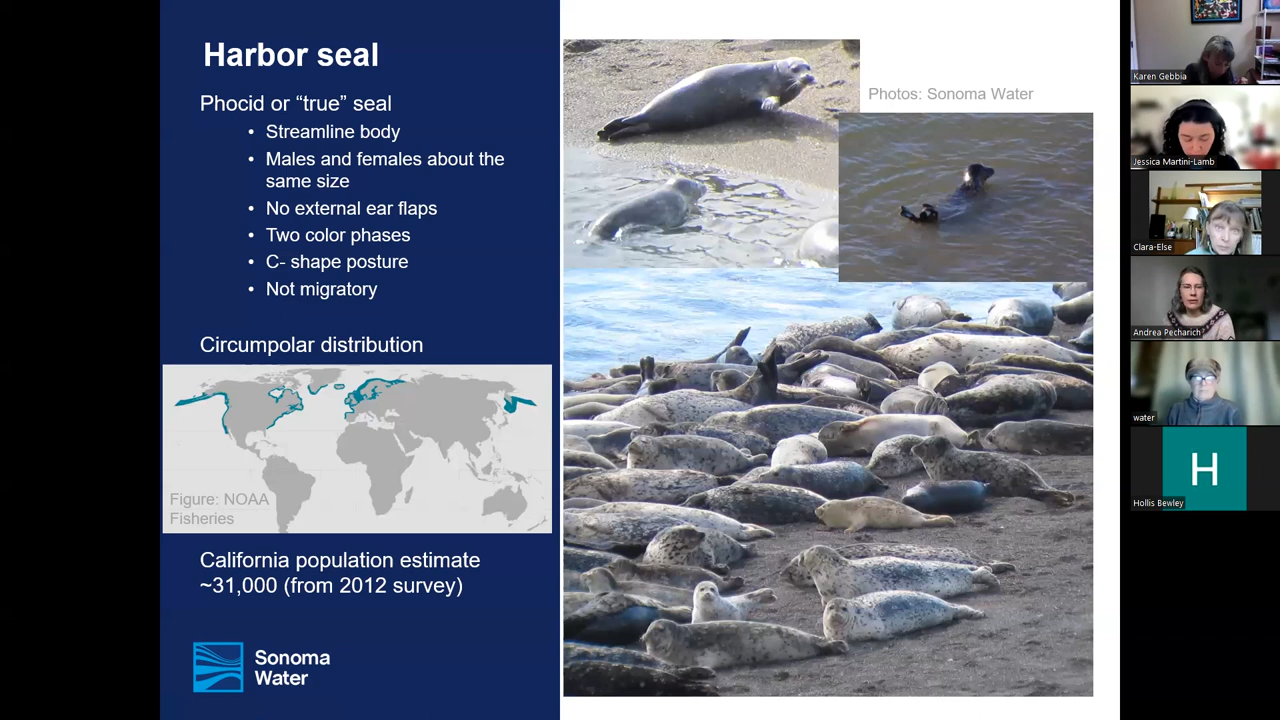 Harbor seal
Phocid or “true” seal
• Streamline body
• Males and females about the
same size
• No external ear flaps
• Two color phases
• C- shape posture
• Not migratory
Circumpolar distribution
Figure: NOAA
Fisheries
California population estimate
~31,000 (from 2012 survey)
Sonoma
Water
Photos: Sonoma Water
Karen Gebbia
Jessica Martini-Lamb
Clara-Else
Andrea Pecharich
water
H
Hollis Bewley